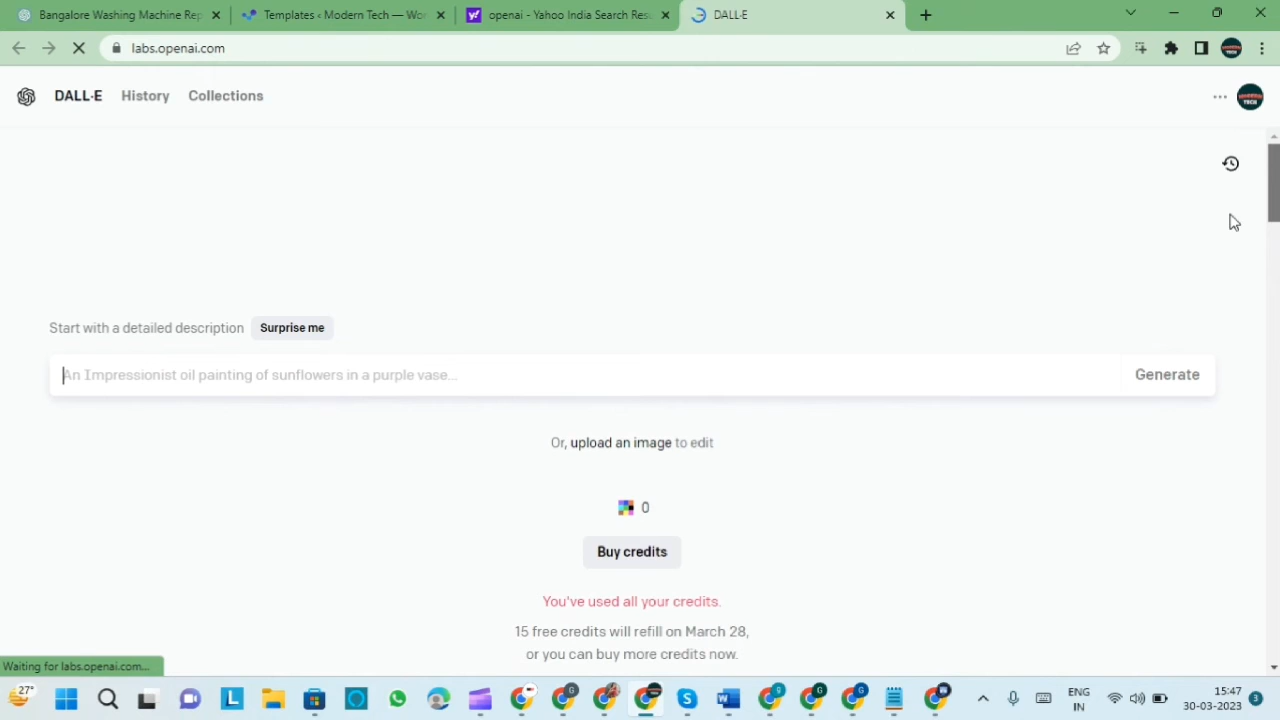 Bangalore Washing Machine Rep
Templates ‹ Modern Tech — Wor
openai - Yahoo India Search Resu
DALL·E
labs.openai.com
DALL·E
History
Collections
Start with a detailed description
Surprise me
An Impressionist oil painting of sunflowers in a purple vase...
Generate
Or, upload an image to edit
0
Buy credits
You've used all your credits.
15 free credits will refill on March 28,
or you can buy more credits now.
Waiting for labs.openai.com...
27°
ENG
IN
15:47
30-03-2023
3